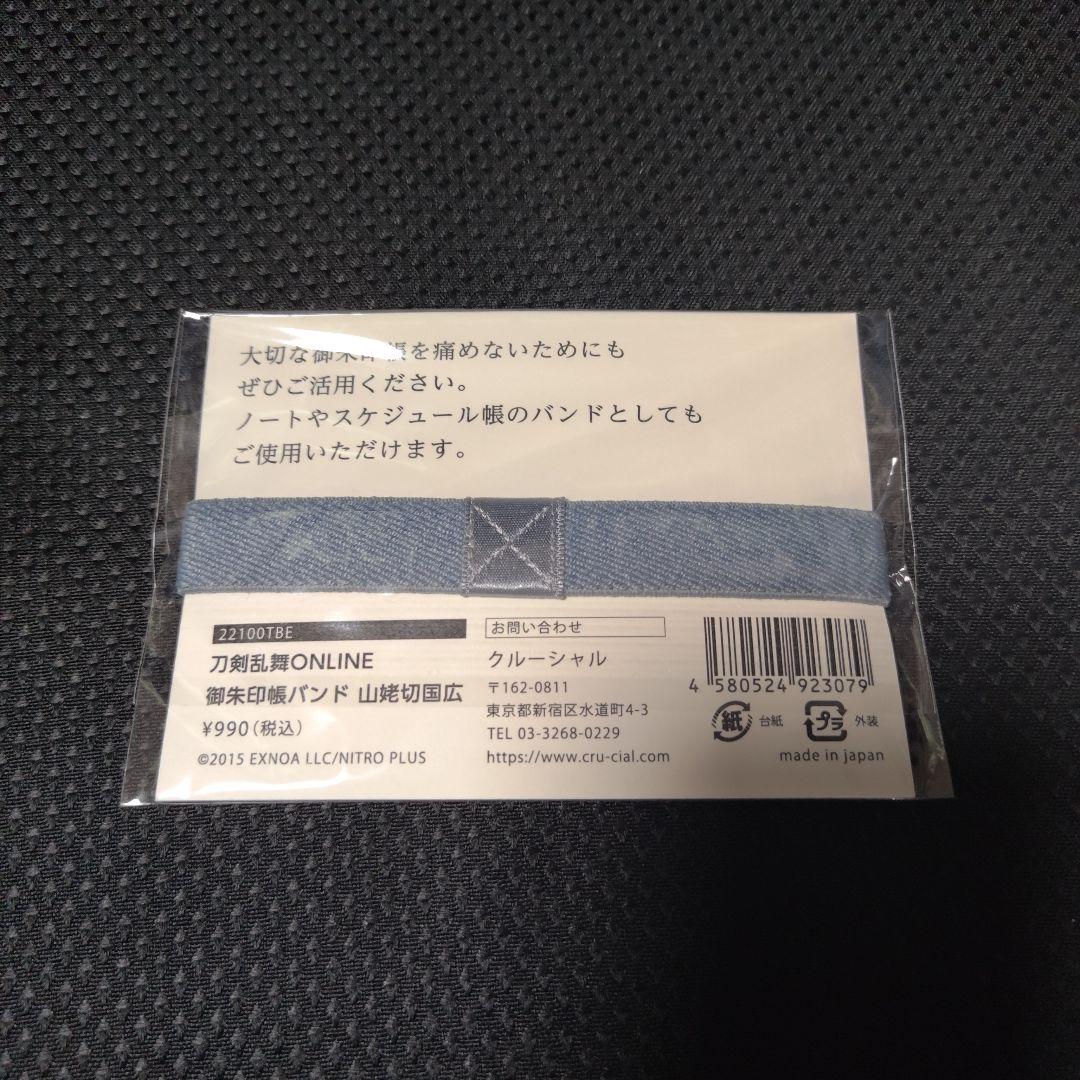 大切な御朱印帳を痛めないためにも
ぜひご活用ください。
ノートやスケジュール帳のバンドとしても
ご使用いただけます。
22100TBE
刀剣乱舞ONLINE
御朱印帳バンド 山姥切国広
¥990(税込)
©2015 EXNOA LLC/NITRO PLUS
お問い合わせ
クルーシャル
〒162-0811
東京都新宿区水道町4-3
TEL 03-3268-0229
https://www.cru-cial.com
4 580524 923079
紙 台紙 プラ 外装
made in japan